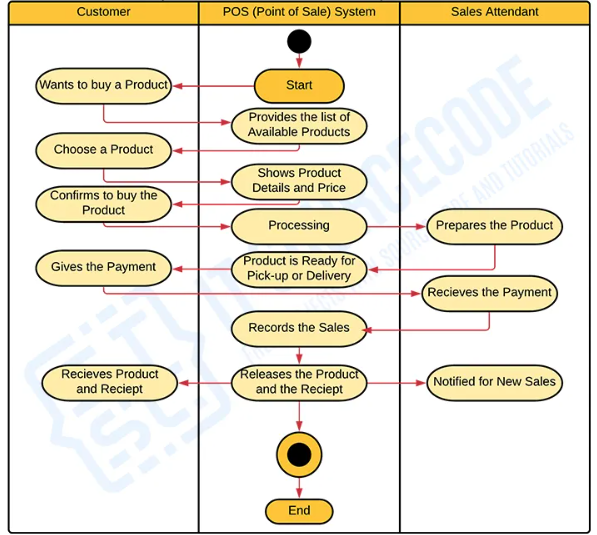 Customer
POS (Point of Sale) System
Sales Attendant
Start
Wants to buy a Product
Provides the list of
Available Products
Choose a Product
Shows Product
Details and Price
Confirms to buy the
Product
Processing
Prepares the Product
Product is Ready for
Pick-up or Delivery
Gives the Payment
Recieves the Payment
Records the Sales
Recieves Product
and Reciept
Releases the Product
and the Reciept
Notified for New Sales
End